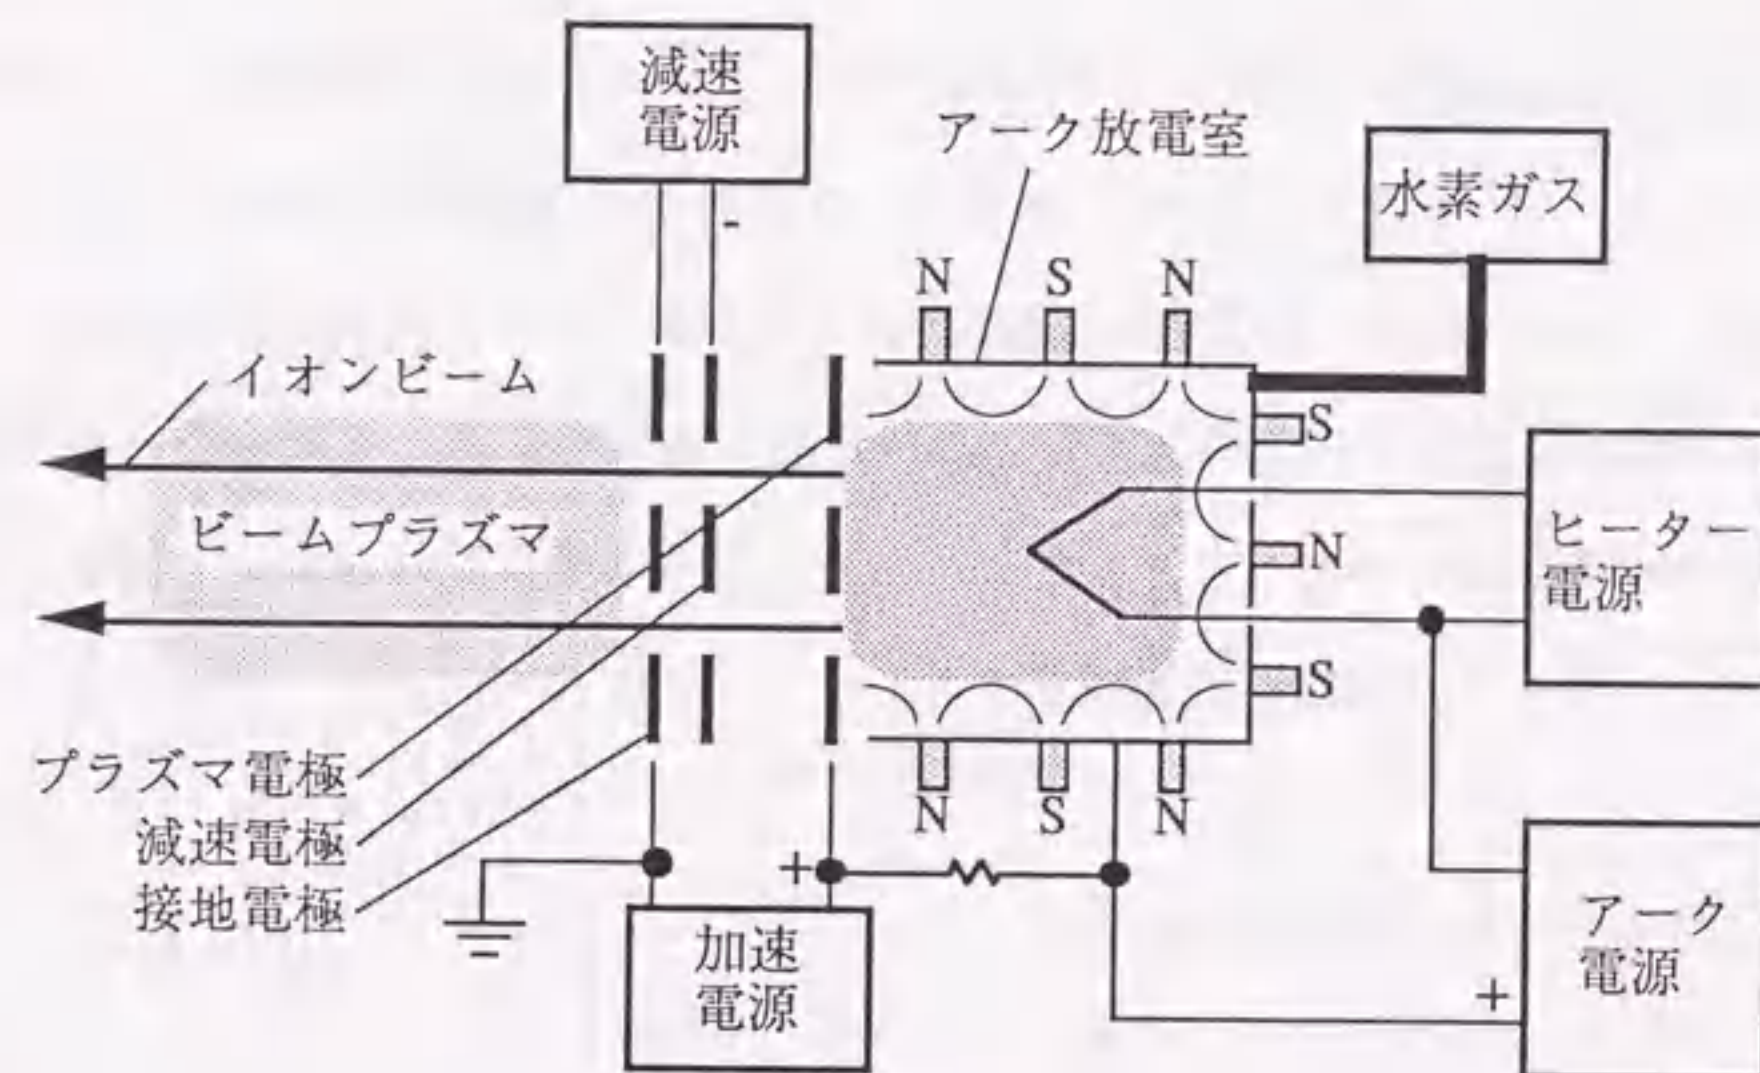 減速
電源
-
アーク放電室
水素ガス
N S N
イオンビーム
S
ビームプラズマ
N
ヒーター
電源
S
プラズマ電極
減速電極
接地電極
N S N
+
加速
電源
アーク
電源
+